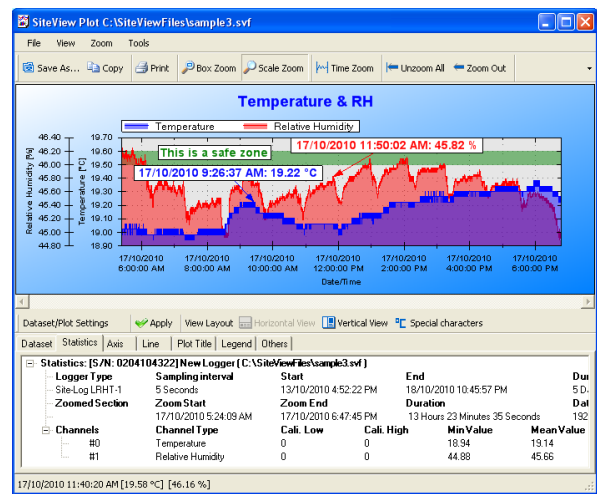 SiteView Plot C:\SiteViewFiles\sample3.svf
File View Zoom Tools
Save As... Copy Print Box Zoom Scale Zoom Time Zoom Unzoom All Zoom Out
Temperature & RH
Temperature Relative Humidity
This is a safe zone
17/10/2010 11:50:02 AM: 45.82 %
17/10/2010 9:26:37 AM: 19.22 °C
Relative Humidity [%]
46.40
46.20
46.00
45.80
45.60
45.40
45.20
45.00
44.80
Temperature [°C]
19.70
19.60
19.50
19.40
19.30
19.20
19.10
19.00
18.90
17/10/2010 17/10/2010 17/10/2010 17/10/2010 17/10/2010 17/10/2010 17/10/2010
6:00:00 AM 8:00:00 AM 10:00:00 AM 12:00:00 PM 2:00:00 PM 4:00:00 PM 6:00:00 PM
Date/Time
Dataset/Plot Settings Apply View Layout Horizontal View Vertical View °C Special characters
Dataset Statistics Axis Line Plot Title Legend Others
Statistics: [S/N: 0204104322] New Logger ( C:\SiteViewFiles\sample3.svf )
Logger Type Sampling interval Start End Dur
Site-Log LRHT-1 5 Seconds 13/10/2010 4:52:22 PM 18/10/2010 10:45:57 PM 5 D.
Zoomed Section Zoom Start Zoom End Duration Dat
17/10/2010 5:24:09 AM 17/10/2010 6:47:45 PM 13 Hours 23 Minutes 35 Seconds 192
Channels Channel Type Cali. Low Cali. High Min Value Mean Value
#0 Temperature 0 0 18.94 19.14
#1 Relative Humidity 0 0 44.88 45.66
17/10/2010 11:40:20 AM [19.58 °C] [46.16 %]